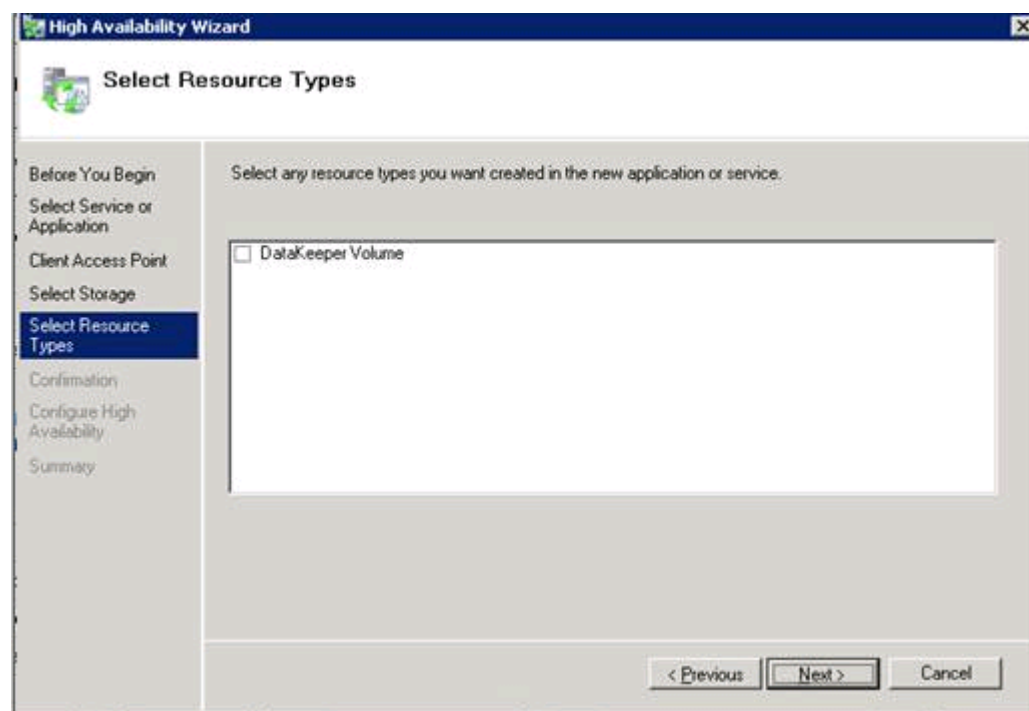 High Availability Wizard
Select Resource Types
Before You Begin
Select Service or
Application
Client Access Point
Select Storage
Select Resource
Types
Confirmation
Configure High
Availability
Summary
Select any resource types you want created in the new application or service.
DataKeeper Volume
< Previous
Next >
Cancel